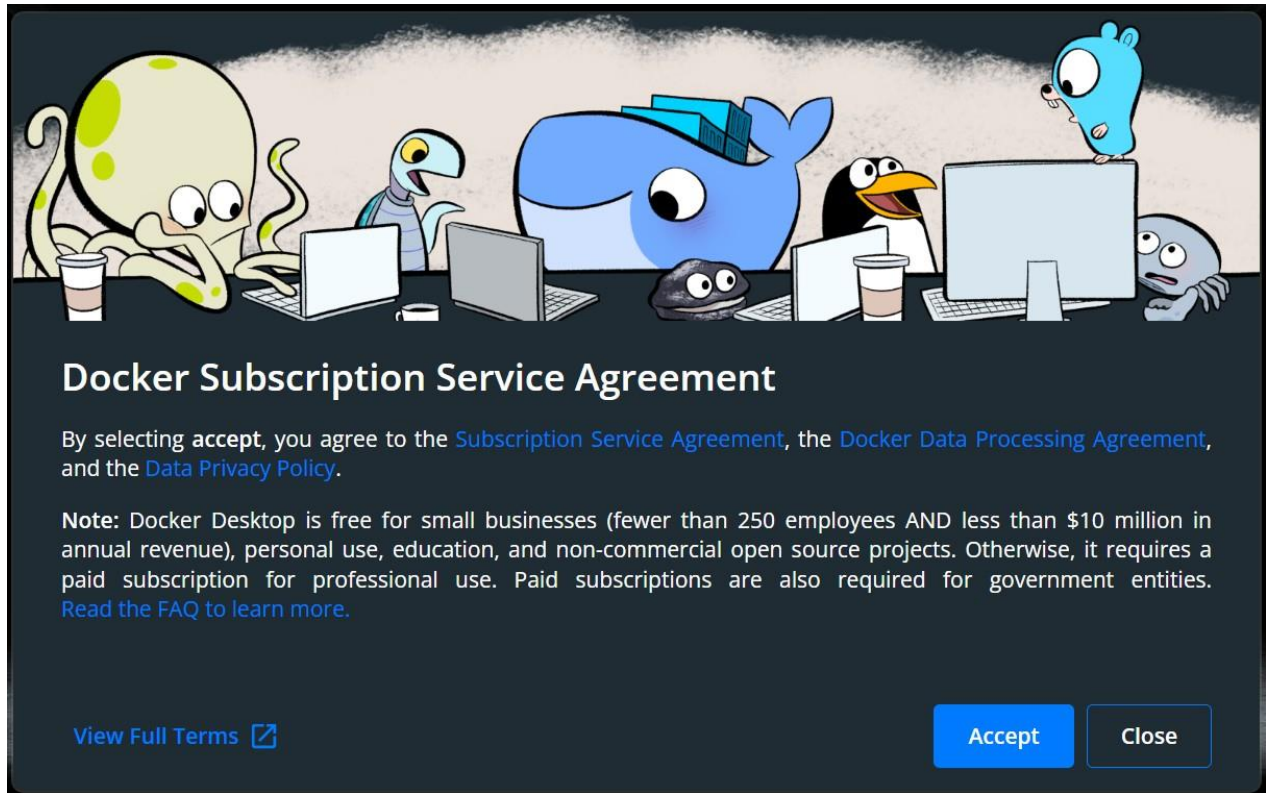 Docker Subscription Service Agreement
By selecting accept, you agree to the Subscription Service Agreement, the Docker Data Processing Agreement,
and the Data Privacy Policy.
Note: Docker Desktop is free for small businesses (fewer than 250 employees AND less than $10 million in
annual revenue), personal use, education, and non-commercial open source projects. Otherwise, it requires a
paid subscription for professional use. Paid subscriptions are also required for government entities.
Read the FAQ to learn more.
View Full Terms
Accept
Close